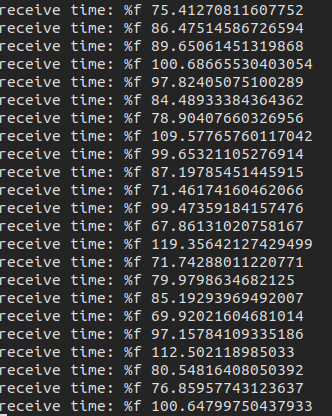 receive time: %f 75.41270811607752
receive time: %f 86.47514586726594
receive time: %f 89.65061451319868
receive time: %f 100.68665530403054
receive time: %f 97.82405075100289
receive time: %f 84.48933384364362
receive time: %f 78.90407660326956
receive time: %f 109.57765760117042
receive time: %f 99.65321105276914
receive time: %f 87.19785451445915
receive time: %f 71.46174160462066
receive time: %f 99.47359184157476
receive time: %f 67.86131020758167
receive time: %f 119.35642127429499
receive time: %f 71.74288011220771
receive time: %f 79.9798634682125
receive time: %f 85.19293969492007
receive time: %f 69.92021604681014
receive time: %f 97.15784109335186
receive time: %f 112.502118985033
receive time: %f 80.54816408050392
receive time: %f 76.85957743123637
receive time: %f 100.64799750437933